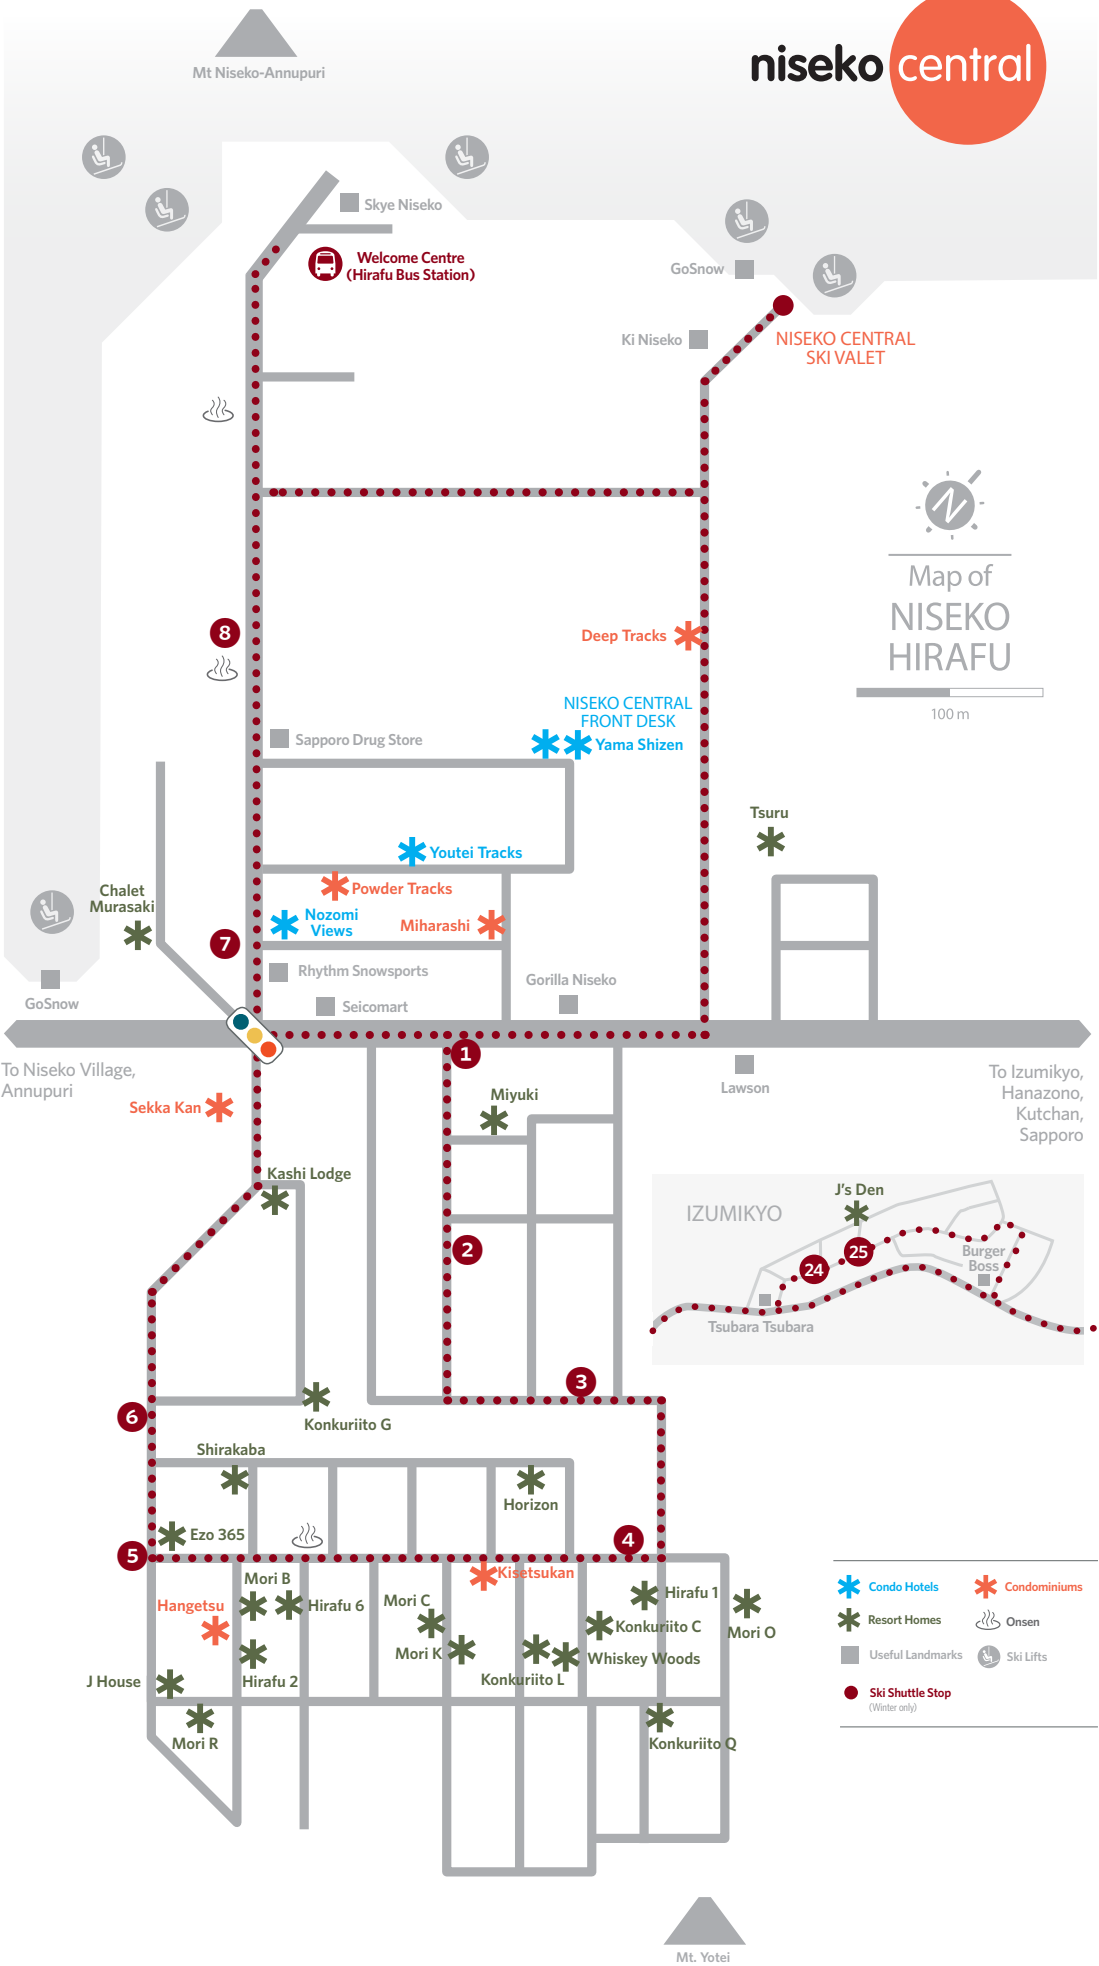 Mt Niseko-Annupuri
niseko central
Skye Niseko
Welcome Centre
(Hirafu Bus Station)
GoSnow
Ki Niseko
NISEKO CENTRAL
SKI VALET
N
Map of
NISEKO
HIRAFU
100 m
8
Deep Tracks
NISEKO CENTRAL
FRONT DESK
Yama Shizen
Sapporo Drug Store
Tsuru
Youtei Tracks
Powder Tracks
Chalet
Murasaki
Nozomi
Views
Miharashi
7
Rhythm Snowsports
Gorilla Niseko
Seicomart
GoSnow
1
To Niseko Village,
Annupuri
Lawson
To Izumikyo,
Hanazono,
Kutchan,
Sapporo
Sekka Kan
Miyuki
Kashi Lodge
2
IZUMIKYO
J's Den
25
24
Burger
Boss
Tsubara Tsubara
3
6
Konkuriito G
Shirakaba
Horizon
Ezo 365
4
5
Kisetsukan
Mori B
Hangetsu
Hirafu 6
Mori C
Hirafu 1
Konkuriito C
Mori O
Mori K
Whiskey Woods
Konkuriito L
J House
Hirafu 2
Mori R
Konkuriito Q
Condo Hotels
Condominiums
Resort Homes
Onsen
Useful Landmarks
Ski Lifts
Ski Shuttle Stop
(Winter only)
Mt. Yotei